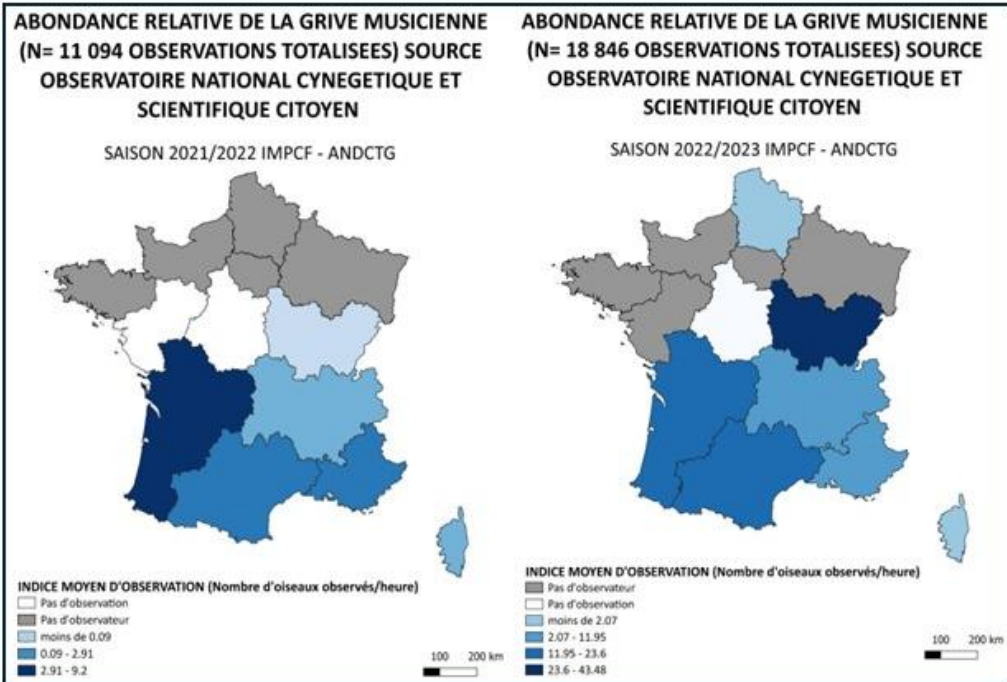 ABONDANCE RELATIVE DE LA GRIVE MUSICIENNE
(N= 11 094 OBSERVATIONS TOTALISEES) SOURCE
OBSERVATOIRE NATIONAL CYNEGETIQUE ET
SCIENTIFIQUE CITOYEN
SAISON 2021/2022 IMPCF - ANDCTG
INDICE MOYEN D'OBSERVATION (Nombre d'oiseaux observés/heure)
Pas d'observation
Pas d'observateur
moins de 0.09
0.09 - 2.91
2.91 - 9.2
100 200 km
ABONDANCE RELATIVE DE LA GRIVE MUSICIENNE
(N= 18 846 OBSERVATIONS TOTALISEES) SOURCE
OBSERVATOIRE NATIONAL CYNEGETIQUE ET
SCIENTIFIQUE CITOYEN
SAISON 2022/2023 IMPCF - ANDCTG
INDICE MOYEN D'OBSERVATION (Nombre d'oiseaux observés/heure)
Pas d'observateur
Pas d'observation
moins de 2.07
2.07 - 11.95
11.95 - 23.6
23.6 - 43.48
100 200 km